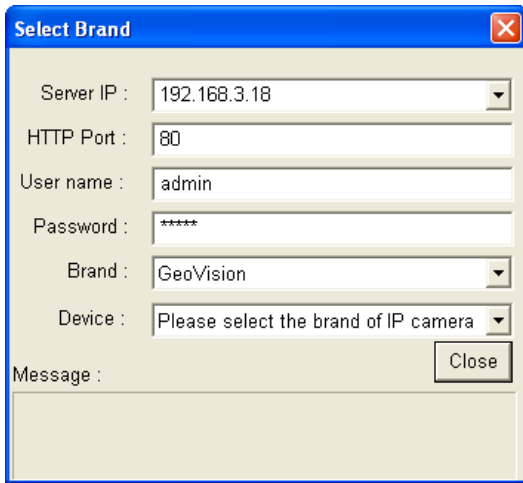 Select Brand
Server IP : 192.168.3.18
HTTP Port : 80
User name : admin
Password : *****
Brand : GeoVision
Device : Please select the brand of IP camera
Close
Message :